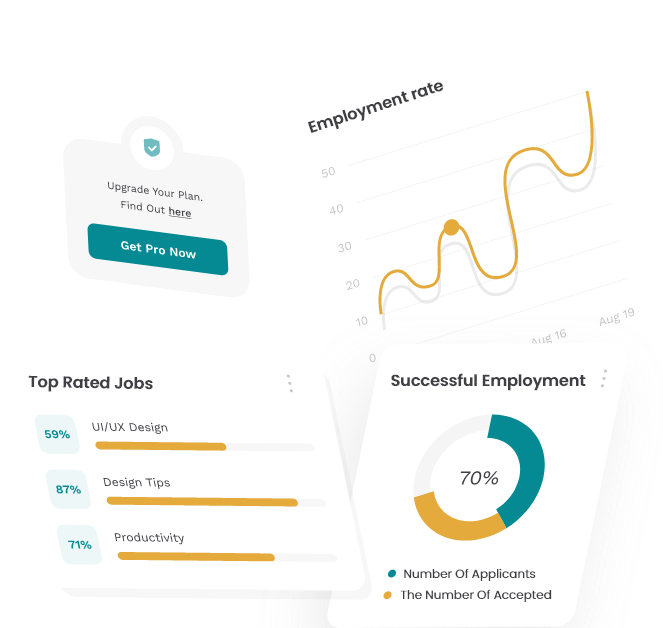 Employment rate
50
40
30
20
10
0
Aug 16
Aug 19
Upgrade Your Plan.
Find Out here
Get Pro Now
Top Rated Jobs
59%
UI/UX Design
87%
Design Tips
71%
Productivity
Successful Employment
70%
Number Of Applicants
The Number Of Accepted